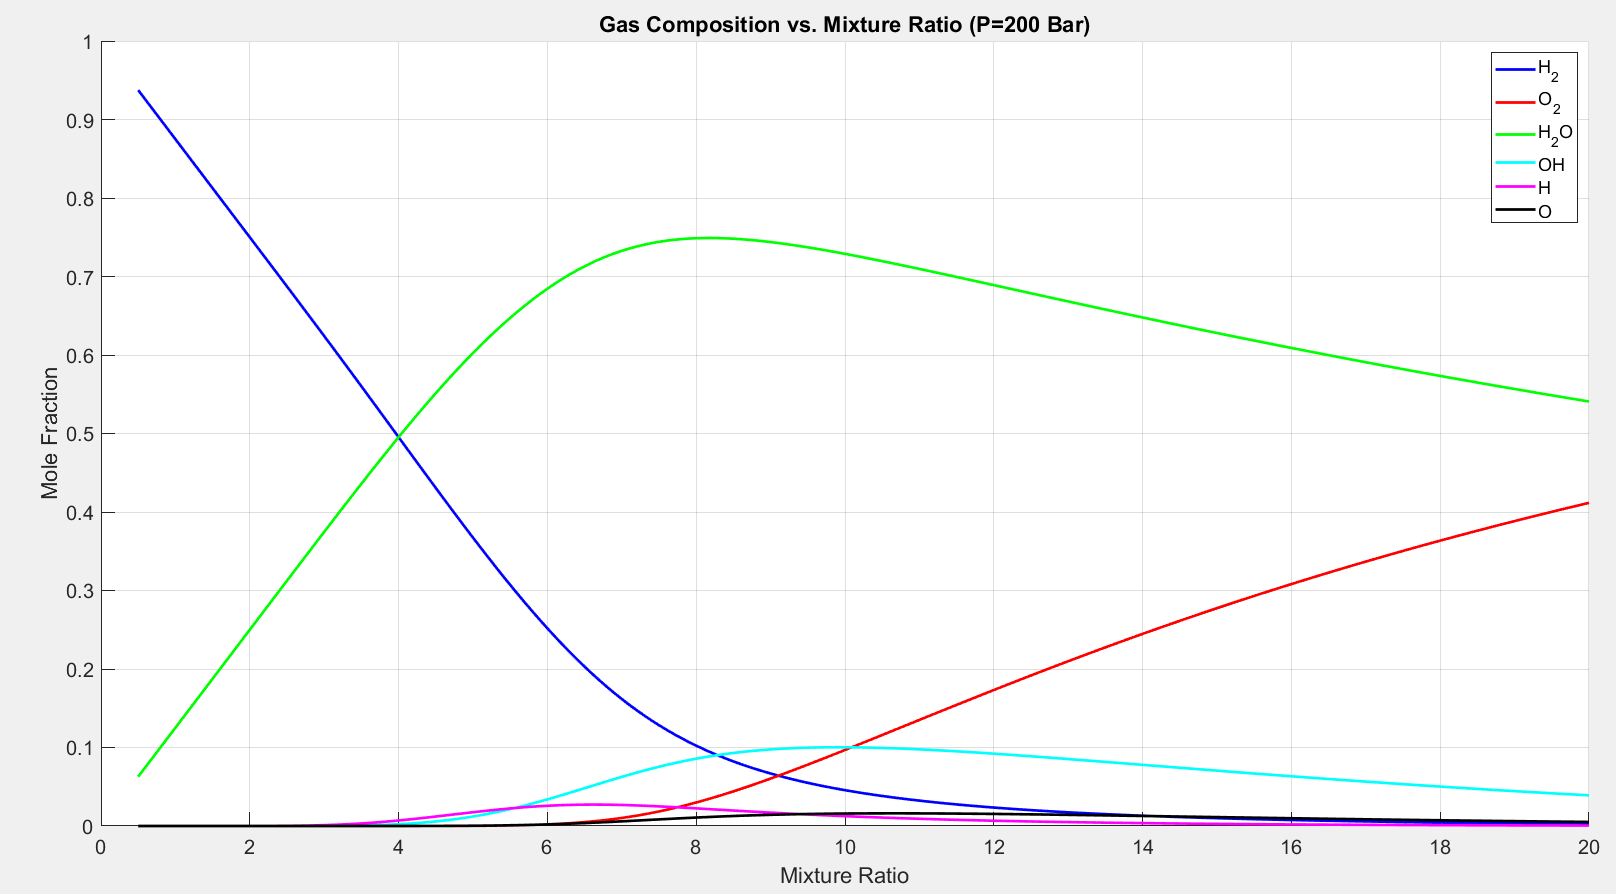 Gas Composition vs. Mixture Ratio (P=200 Bar)
1
0.9
0.8
0.7
0.6
0.5
0.4
0.3
0.2
0.1
0
Mole Fraction
H2
O2
H2O
OH
H
O
0 2 4 6 8 10 12 14 16 18 20
Mixture Ratio